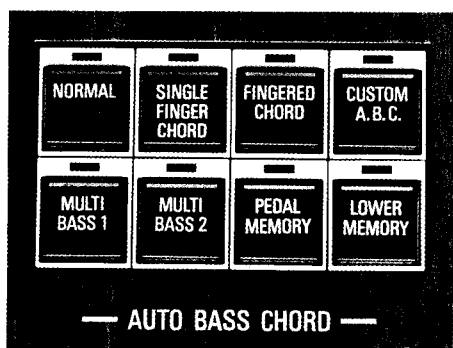 NORMAL
SINGLE
FINGER
CHORD
FINGERED
CHORD
CUSTOM
A.B.C.
MULTI
BASS 1
MULTI
BASS 2
PEDAL
MEMORY
LOWER
MEMORY
AUTO BASS CHORD